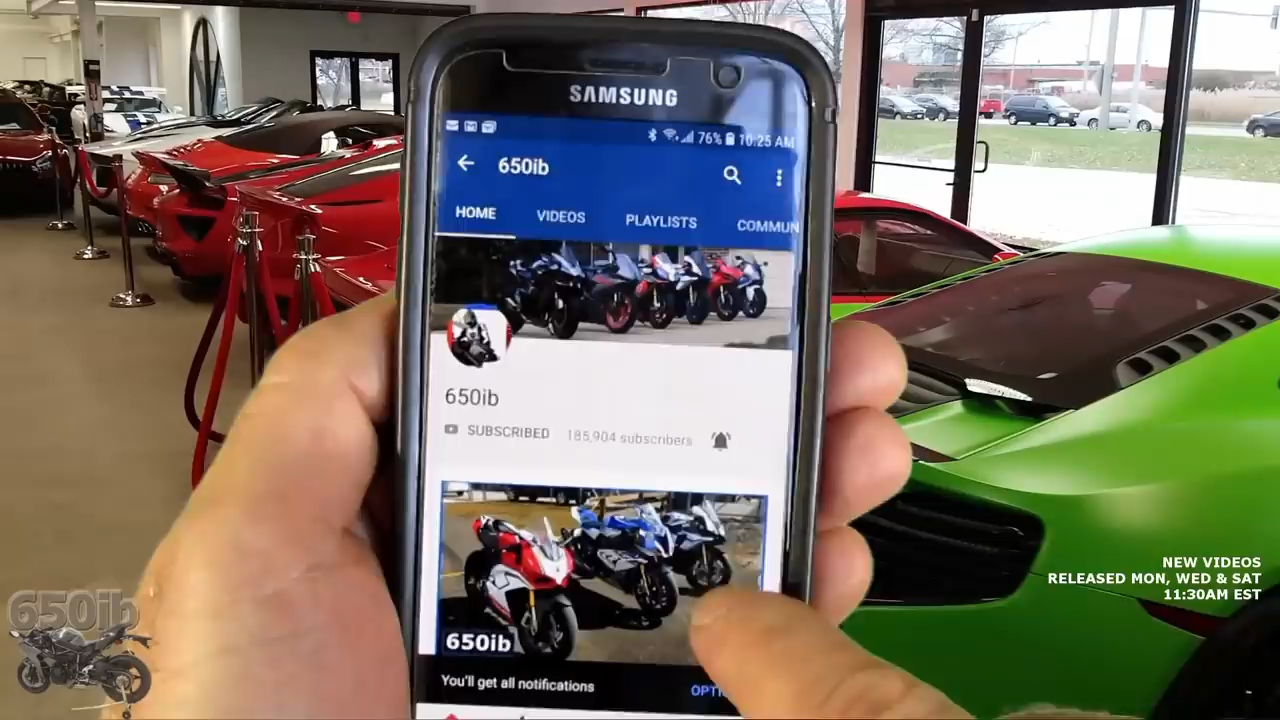 SAMSUNG
76% 10:25 AM
650ib
HOME VIDEOS PLAYLISTS COMMUN
650ib
SUBSCRIBED 185,904 subscribers
650ib
You'll get all notifications OPTI
NEW VIDEOS
RELEASED MON, WED & SAT
11:30AM EST
650ib